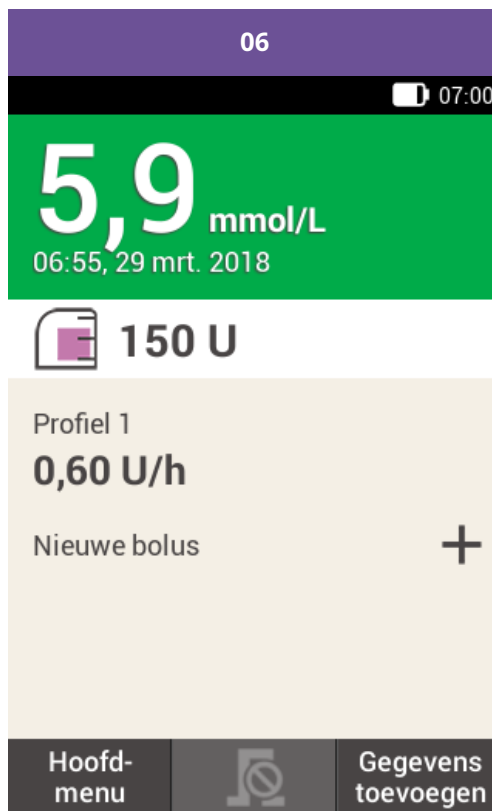 06
07:00
5,9 mmol/L
06:55, 29 mrt. 2018
150 U
Profiel 1
0,60 U/h
Nieuwe bolus
Hoofd-
menu
Gegevens
toevoegen